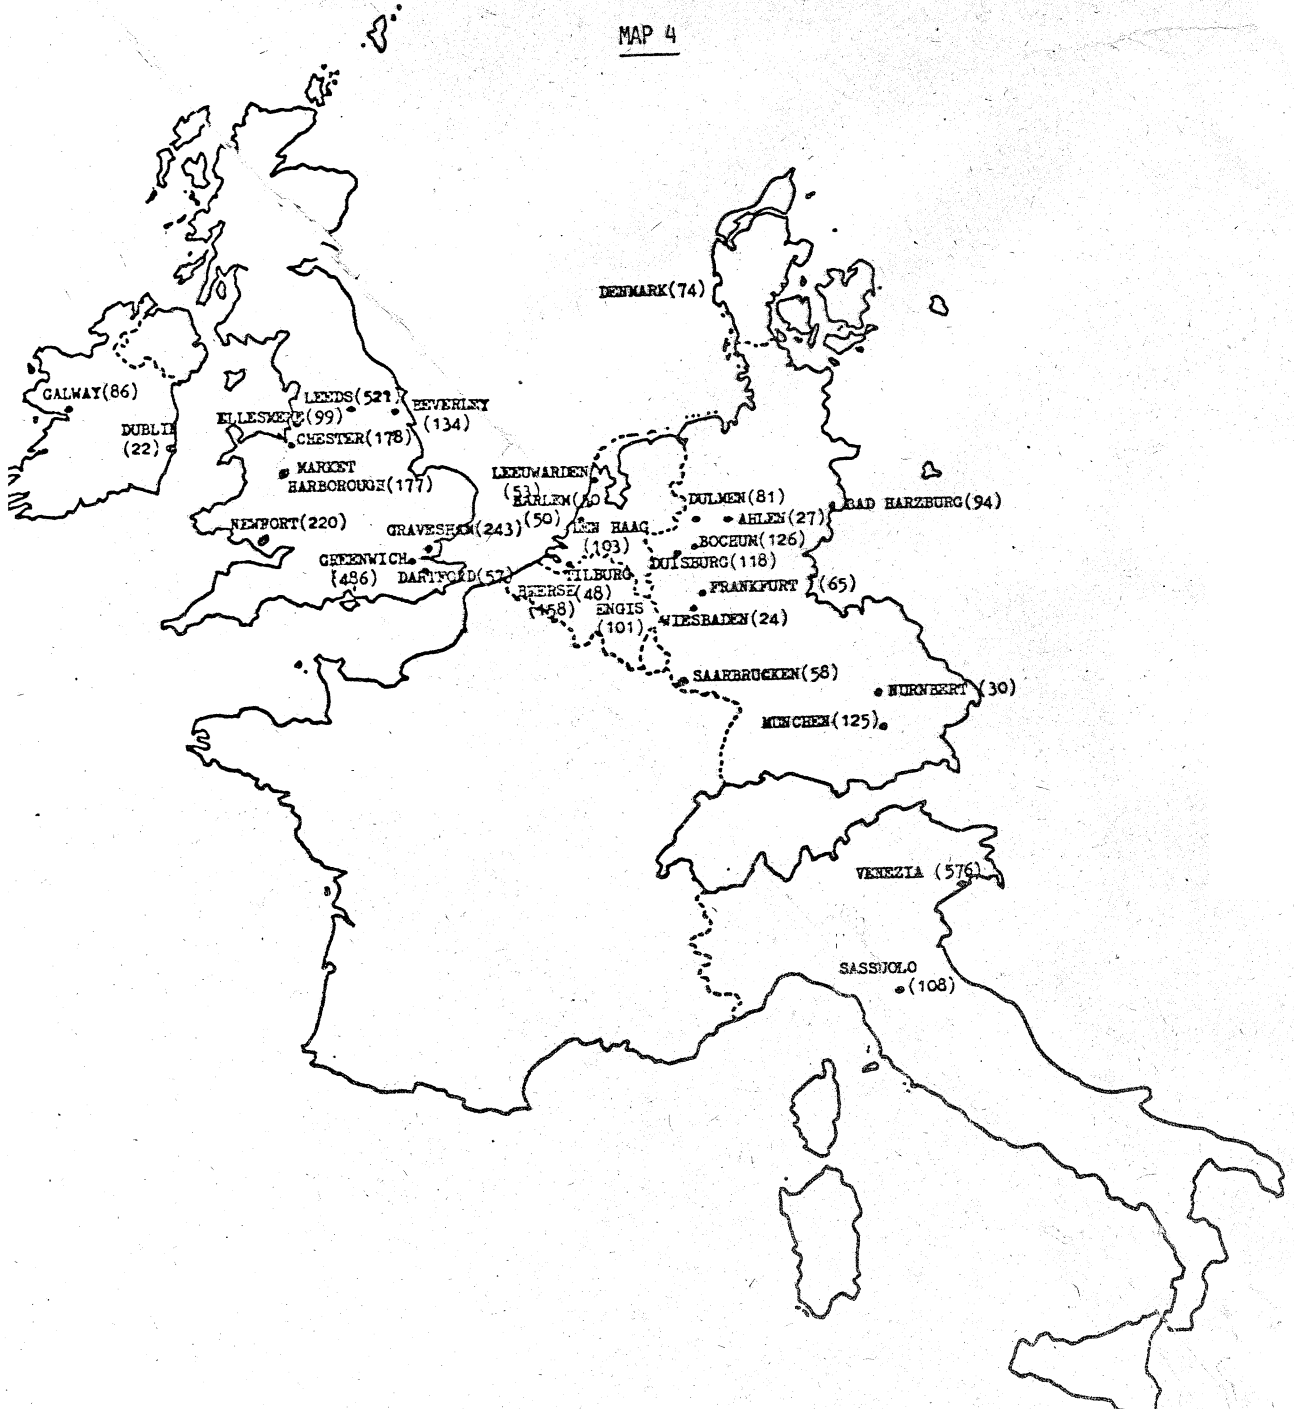 MAP 4
DENMARK(74)
GALWAY(86)
LEEDS(521)
BEVERLEY
(134)
ELLESMERE(99)
DUBLIN
(22)
CHESTER(178)
MARKET
HARBOROUGH(177)
LEEUWARDEN
(53)
HARLEM(
(50)
DULMEN(81)
BAD HARZBURG(94)
NEWPORT(220)
GRAVESHAM(243)
DEN HAAG
(193)
AHLEN(27)
BOCHUM(126)
GREENWICH
(486)
DARTFORD(57)
TILBURG
(48)
DUISBURG(118)
BEERSE
(458)
ENGIS
(101)
FRANKFURT (65)
WIESBADEN(24)
SAARBRUCKEN(58)
NURNBERT (30)
MUNCHEN(125)
VENEZIA (576)
SASSUOLO
(108)